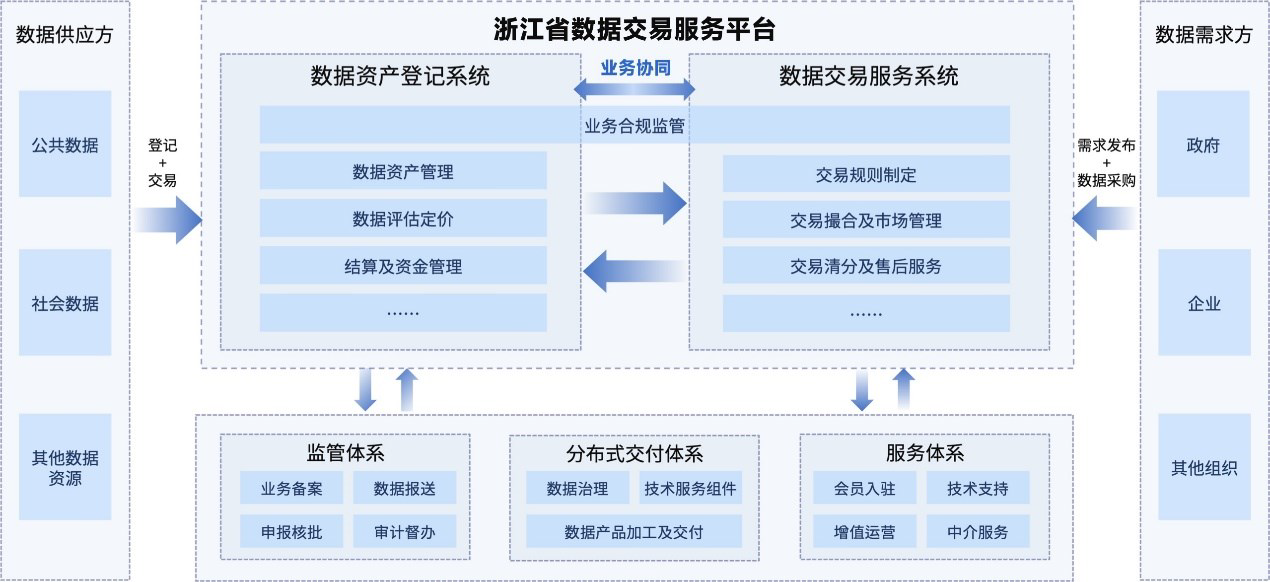 数据供应方
公共数据
社会数据
其他数据
资源
登记
+
交易
浙江省数据交易服务平台
数据资产登记系统
业务协同
数据交易服务系统
业务合规监管
数据资产管理
数据评估定价
结算及资金管理
……
交易规则制定
交易撮合及市场管理
交易清分及售后服务
……
需求发布
+
数据采购
数据需求方
政府
企业
其他组织
监管体系
业务备案
数据报送
申报核批
审计督办
分布式交付体系
数据治理
技术服务组件
数据产品加工及交付
服务体系
会员入驻
技术支持
增值运营
中介服务